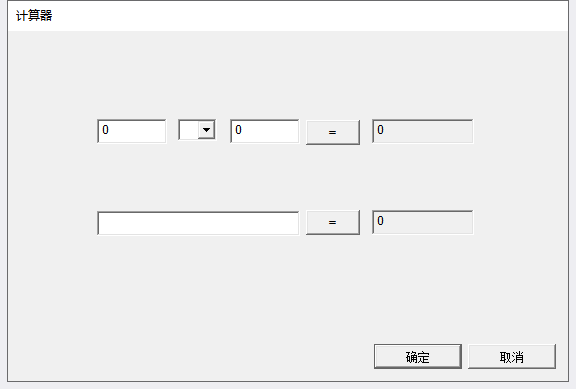 计算器
0 0 = 0
= 0
确定 取消